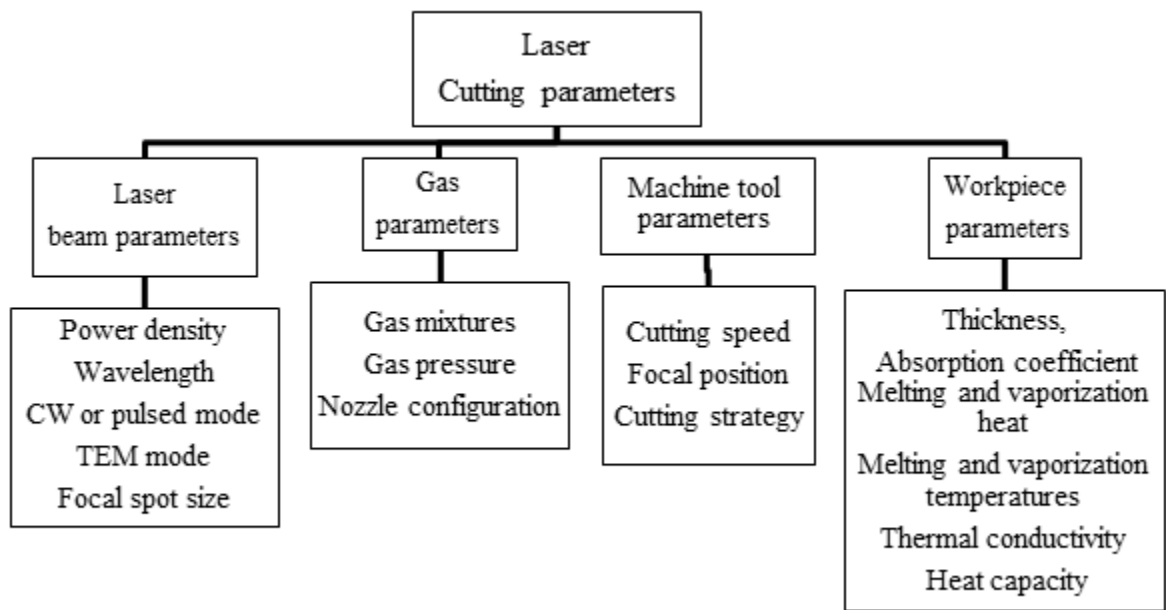 Laser
Cutting parameters
Laser
beam parameters
Gas
parameters
Machine tool
parameters
Workpiece
parameters
Power density
Wavelength
CW or pulsed mode
TEM mode
Focal spot size
Gas mixtures
Gas pressure
Nozzle configuration
Cutting speed
Focal position
Cutting strategy
Thickness,
Absorption coefficient
Melting and vaporization
heat
Melting and vaporization
temperatures
Thermal conductivity
Heat capacity